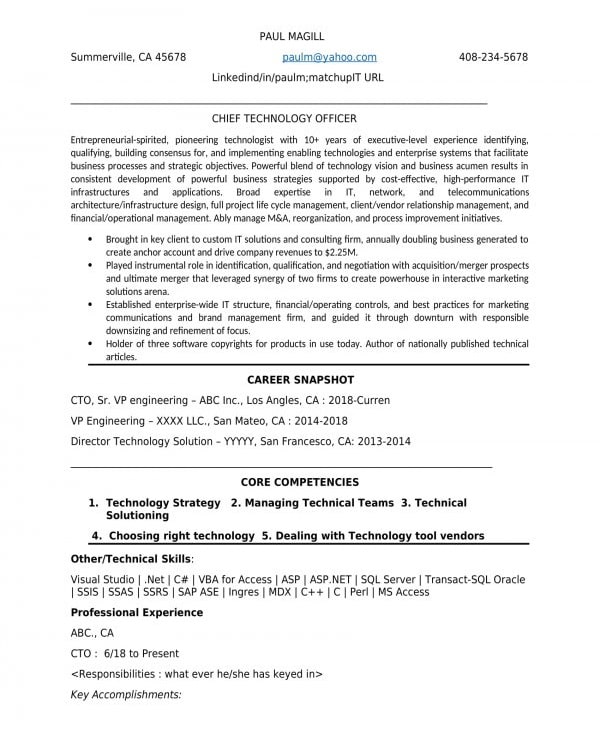 PAUL MAGILL
Summerville, CA 45678 paulm@yahoo.com 408-234-5678
Linkedind/in/paulm;matchupIT URL
CHIEF TECHNOLOGY OFFICER
Entrepreneurial-spirited, pioneering technologist with 10+ years of executive-level experience identifying,
qualifying, building consensus for, and implementing enabling technologies and enterprise systems that facilitate
business processes and strategic objectives. Powerful blend of technology vision and business acumen results in
consistent development of powerful business strategies supported by cost-effective, high-performance IT
infrastructures and applications. Broad expertise in IT, network, and telecommunications
architecture/infrastructure design, full project life cycle management, client/vendor relationship management, and
financial/operational management. Ably manage M&A, reorganization, and process improvement initiatives.
• Brought in key client to custom IT solutions and consulting firm, annually doubling business generated to
create anchor account and drive company revenues to $2.25M.
• Played instrumental role in identification, qualification, and negotiation with acquisition/merger prospects
and ultimate merger that leveraged synergy of two firms to create powerhouse in interactive marketing
solutions arena.
• Established enterprise-wide IT structure, financial/operating controls, and best practices for marketing
communications and brand management firm, and guided it through downturn with responsible
downsizing and refinement of focus.
• Holder of three software copyrights for products in use today. Author of nationally published technical
articles.
CAREER SNAPSHOT
CTO, Sr. VP engineering – ABC Inc., Los Angles, CA : 2018-Curren
VP Engineering – XXXX LLC., San Mateo, CA : 2014-2018
Director Technology Solution – YYYYY, San Francesco, CA: 2013-2014
CORE COMPETENCIES
1. Technology Strategy 2. Managing Technical Teams 3. Technical
Solutioning
4. Choosing right technology 5. Dealing with Technology tool vendors
Other/Technical Skills:
Visual Studio | .Net | C# | VBA for Access | ASP | ASP.NET | SQL Server | Transact-SQL Oracle
| SSIS | SSAS | SSRS | SAP ASE | Ingres | MDX | C++ | C | Perl | MS Access
Professional Experience
ABC., CA
CTO : 6/18 to Present
<Responsibilities : what ever he/she has keyed in>
Key Accomplishments: